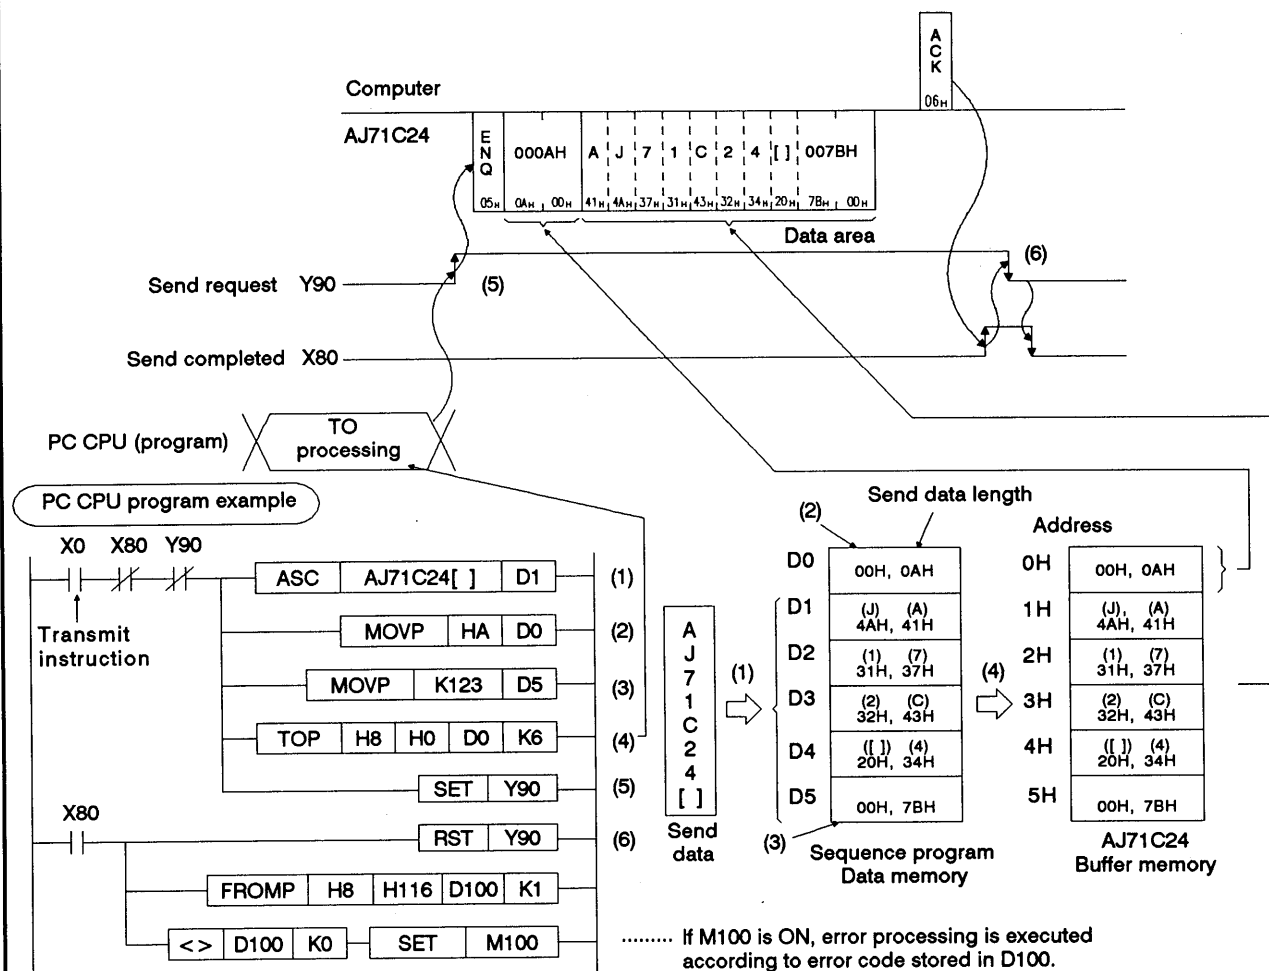 A
C
K
06H
Computer
AJ71C24
E
N
Q
05H
000AH
0AH 00H
A J 7 1 C 2 4 [ ] 007BH
41H 4AH 37H 31H 43H 32H 34H 20H 7BH 00H
Data area
Send request Y90
(5)
(6)
Send completed X80
PC CPU (program)
TO
processing
PC CPU program example
X0 X80 Y90
Transmit
instruction
ASC AJ71C24[ ] D1 (1)
MOVP HA D0 (2)
MOVP K123 D5 (3)
TOP H8 H0 D0 K6 (4)
SET Y90 (5)
X80
RST Y90 (6)
FROMP H8 H116 D100 K1
<> D100 K0 SET M100
A
J
7
1
C
2
4
[ ]
Send
data
(1)
Send data length
(2)
D0 00H, 0AH
D1 (J) (A)
4AH, 41H
D2 (1) (7)
31H, 37H
D3 (2) (C)
32H, 43H
D4 ([ ]) (4)
20H, 34H
D5 00H, 7BH
(3)
Sequence program
Data memory
(4)
Address
0H 00H, 0AH
1H (J), (A)
4AH, 41H
2H (1) (7)
31H, 37H
3H (2) (C)
32H, 43H
4H ([ ]) (4)
20H, 34H
5H 00H, 7BH
AJ71C24
Buffer memory
......... If M100 is ON, error processing is executed
according to error code stored in D100.